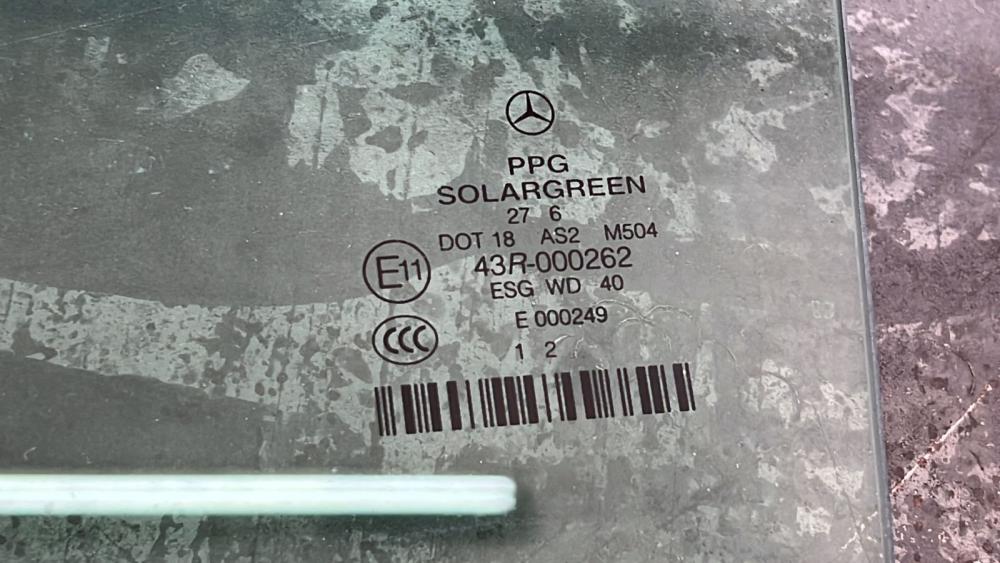 PPG
SOLARGREEN
27 6
DOT 18 AS2 M504
E11 43R-000262
ESG WD 40
CCC E 000249
1 2